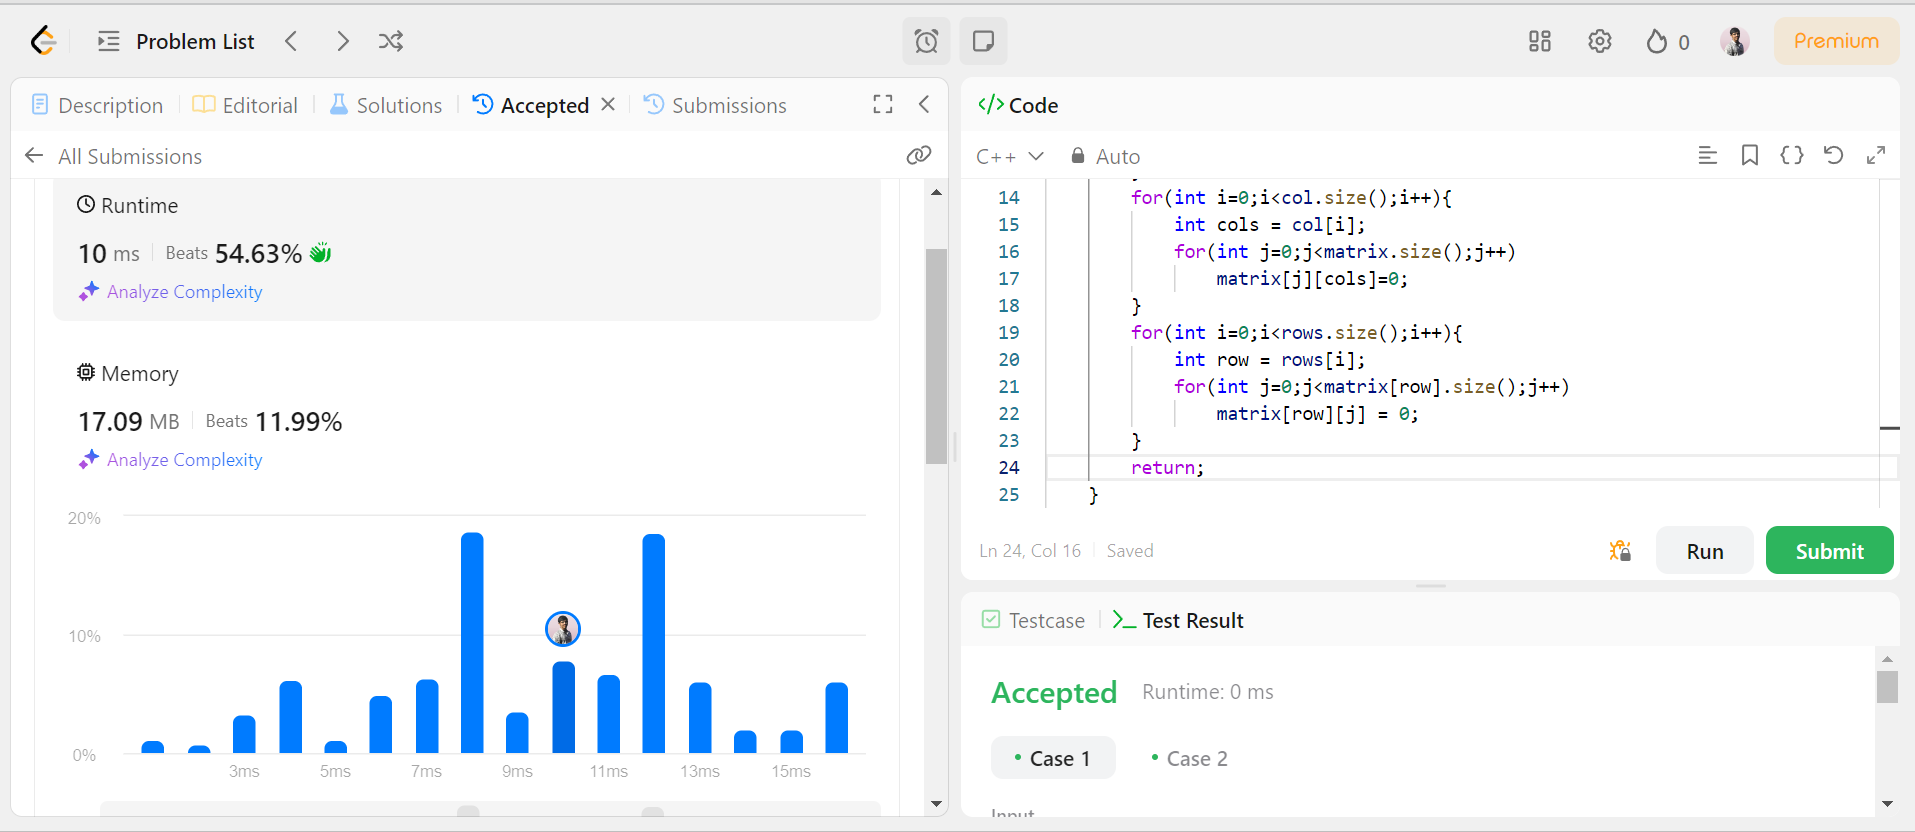 Problem List
0
Premium
Description
Editorial
Solutions
Accepted
Submissions
All Submissions
Runtime
10 ms
Beats 54.63%
Analyze Complexity
Memory
17.09 MB
Beats 11.99%
Analyze Complexity
20%
10%
0%
3ms
5ms
7ms
9ms
11ms
13ms
15ms
</> Code
C++
Auto
14 for(int i=0;i<col.size();i++){
15 int cols = col[i];
16 for(int j=0;j<matrix.size();j++)
17 matrix[j][cols]=0;
18 }
19 for(int i=0;i<rows.size();i++){
20 int row = rows[i];
21 for(int j=0;j<matrix[row].size();j++)
22 matrix[row][j] = 0;
23 }
24 return;
25 }
Ln 24, Col 16
Saved
Run
Submit
Testcase
Test Result
Accepted
Runtime: 0 ms
• Case 1
• Case 2
Input